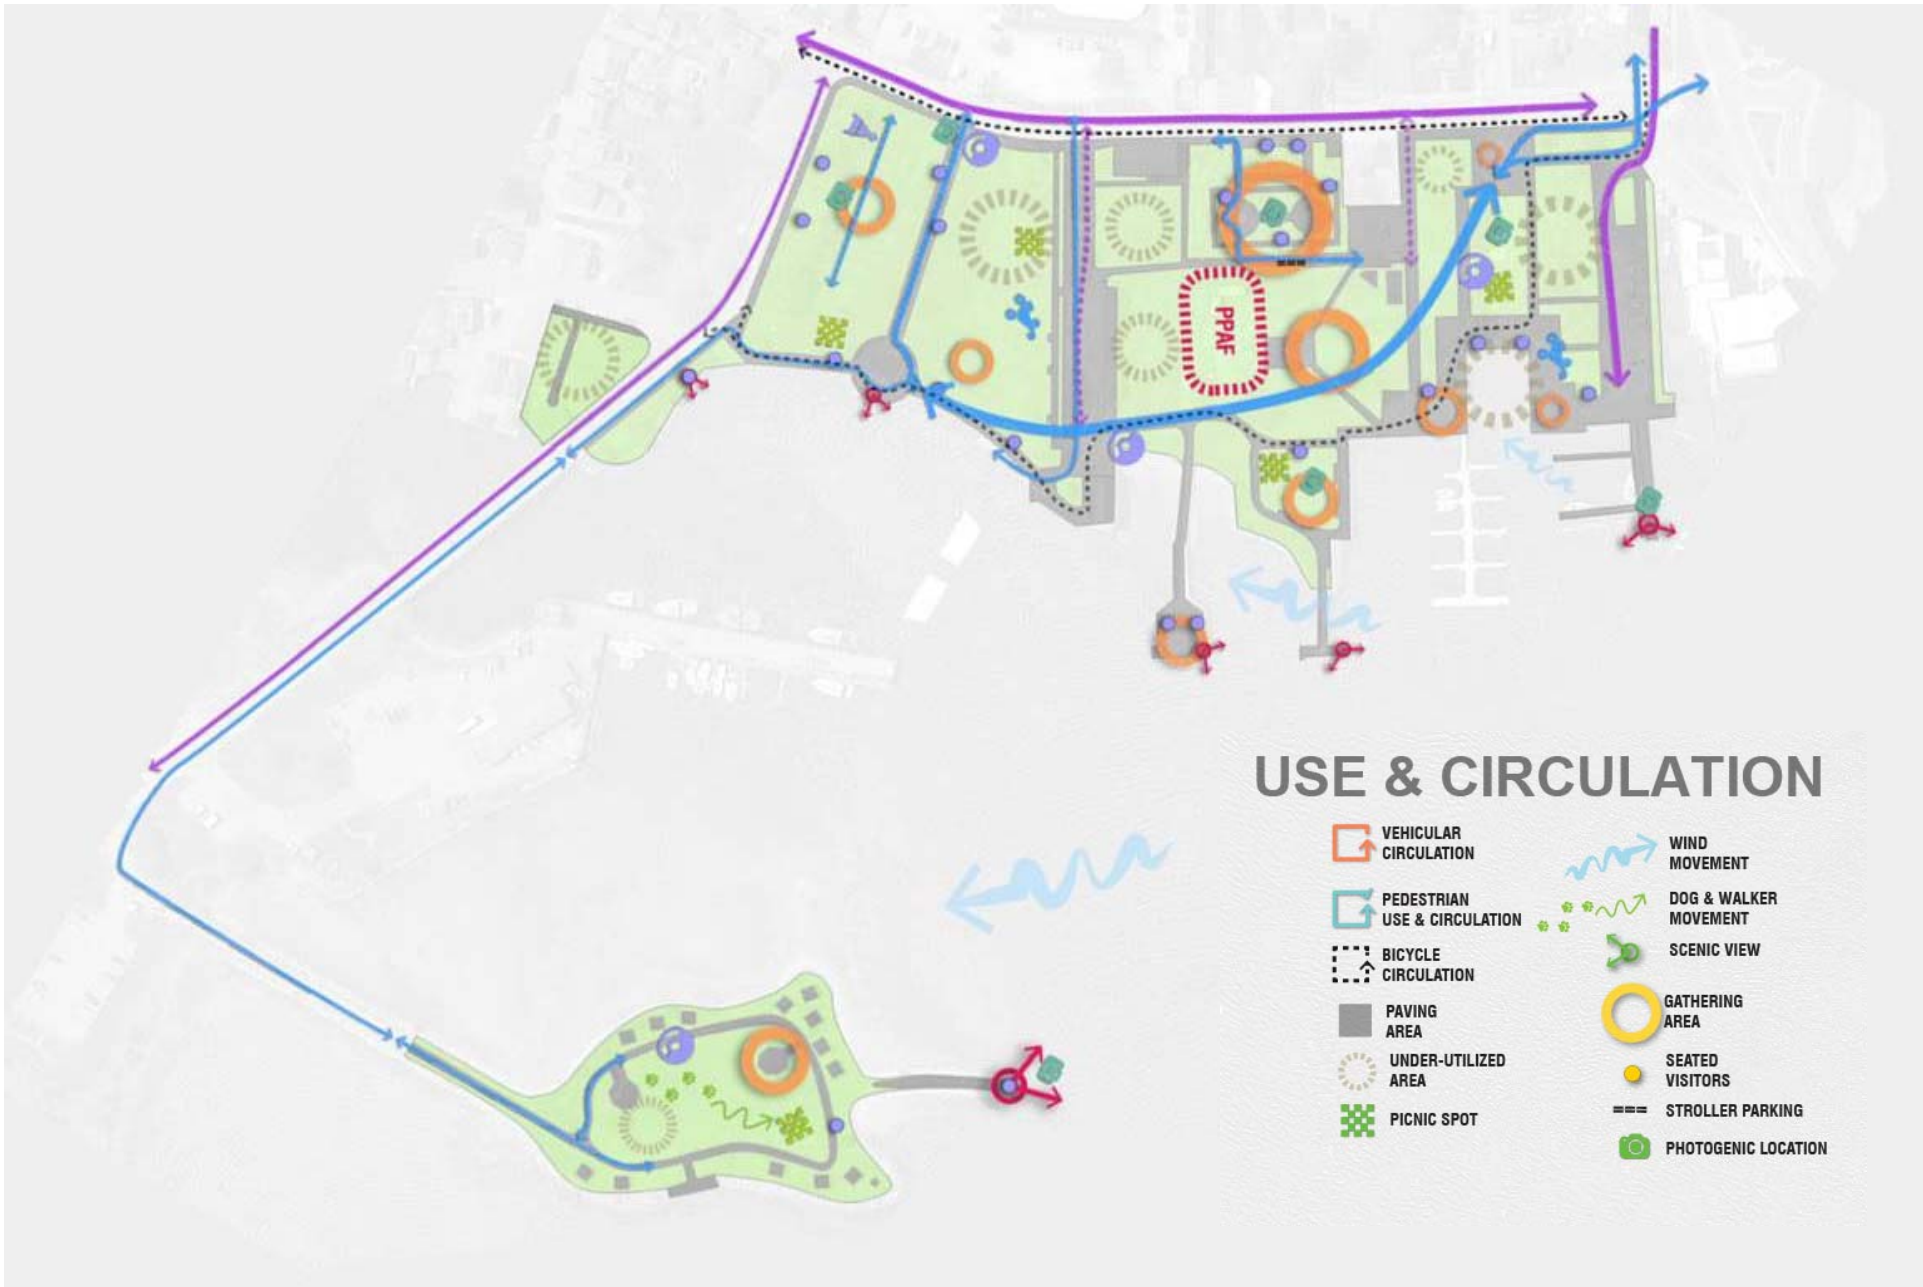 PPAF
USE & CIRCULATION
VEHICULAR
CIRCULATION
PEDESTRIAN
USE & CIRCULATION
BICYCLE
CIRCULATION
PAVING
AREA
UNDER-UTILIZED
AREA
PICNIC SPOT
WIND
MOVEMENT
DOG & WALKER
MOVEMENT
SCENIC VIEW
GATHERING
AREA
SEATED
VISITORS
STROLLER PARKING
PHOTOGENIC LOCATION